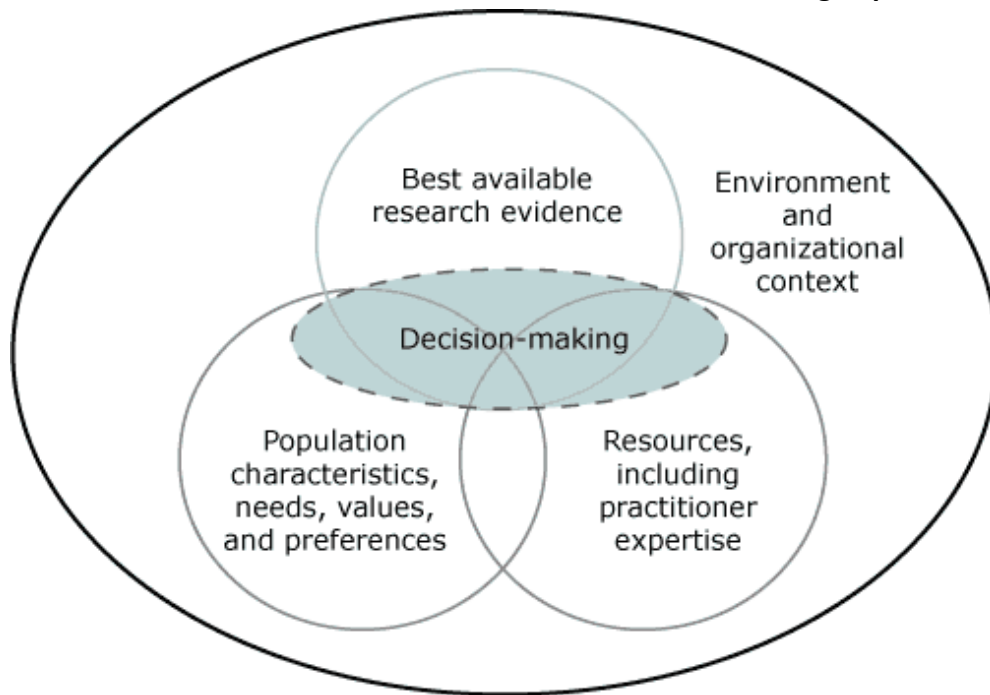 Best available
research evidence
Environment
and
organizational
context
Decision-making
Population
characteristics,
needs, values,
and preferences
Resources,
including
practitioner
expertise